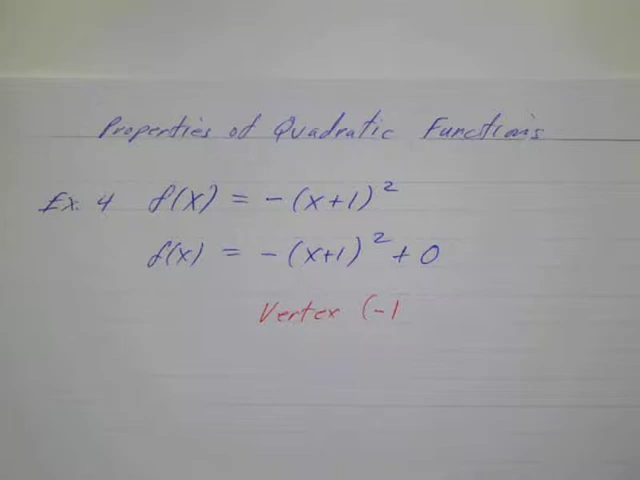 Properties of Quadratic Functions
Ex. 4 f(x) = -(x+1)²
f(x) = -(x+1)² + 0
Vertex (-1